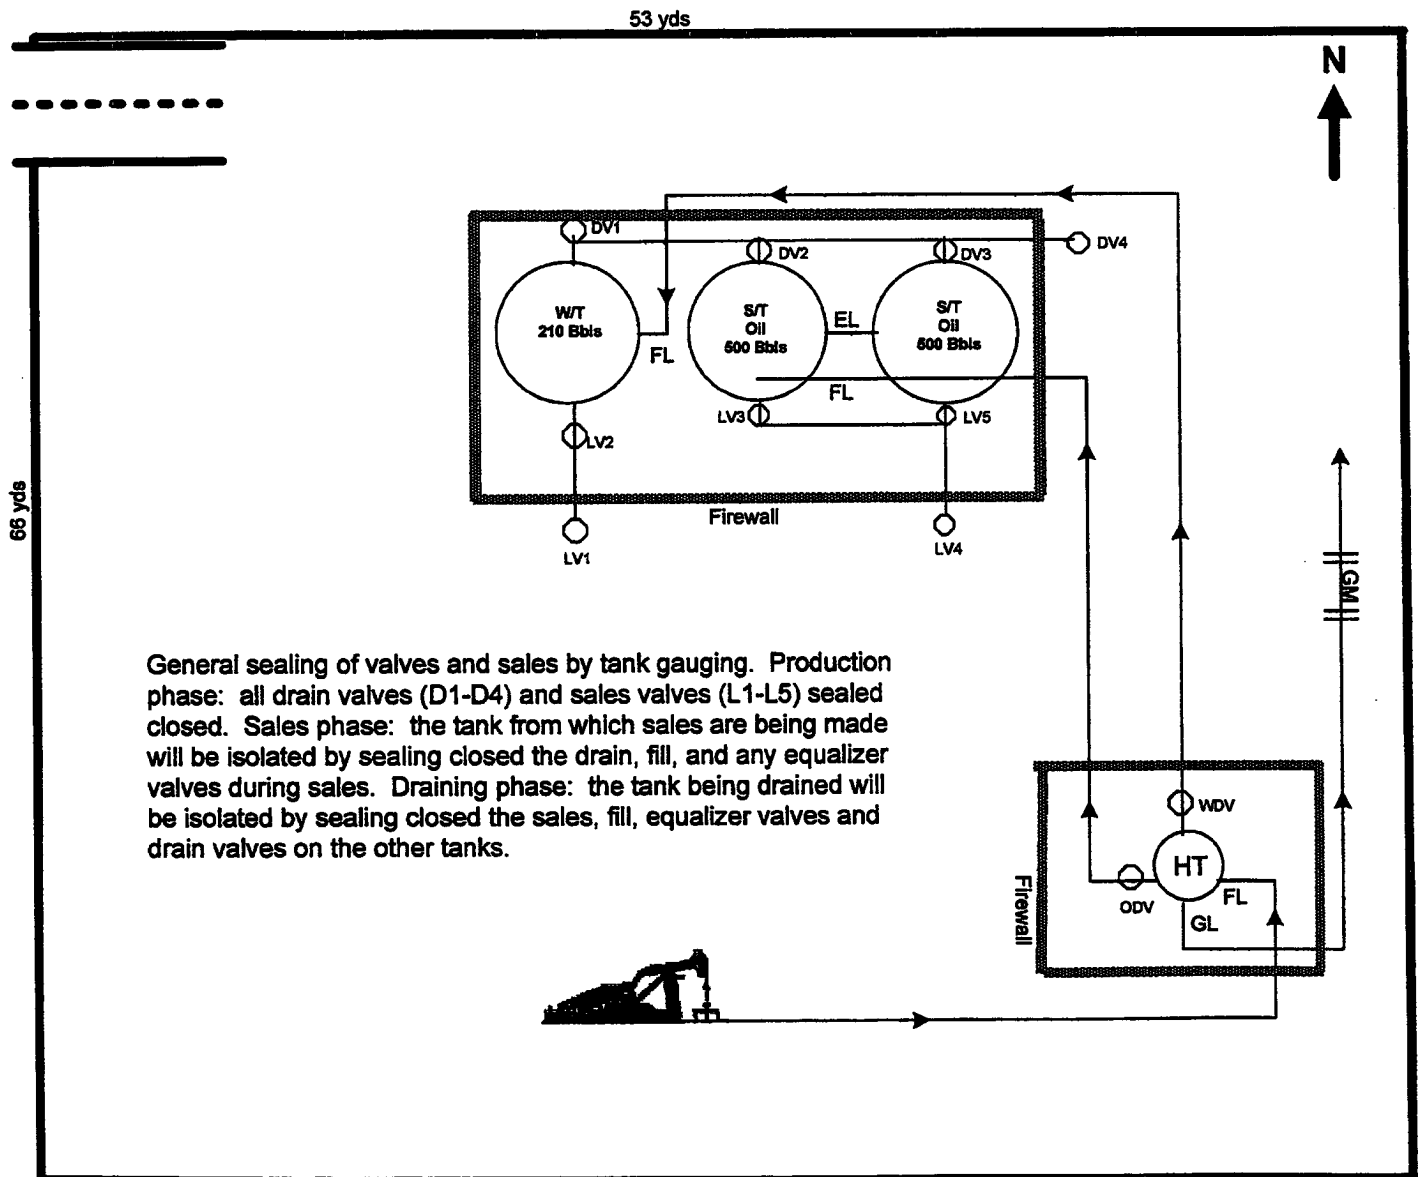 53 yds
N
DV1
DV2
DV3
DV4
W/T
210 Bbls
S/T
Oil
500 Bbls
EL
S/T
Oil
500 Bbls
FL
FL
LV3
LV5
LV2
66 yds
Firewall
LV1
LV4
GM
General sealing of valves and sales by tank gauging. Production
phase: all drain valves (D1-D4) and sales valves (L1-L5) sealed
closed. Sales phase: the tank from which sales are being made
will be isolated by sealing closed the drain, fill, and any equalizer
valves during sales. Draining phase: the tank being drained will
be isolated by sealing closed the sales, fill, equalizer valves and
drain valves on the other tanks.
WDV
HT
ODV
FL
GL
Firewall